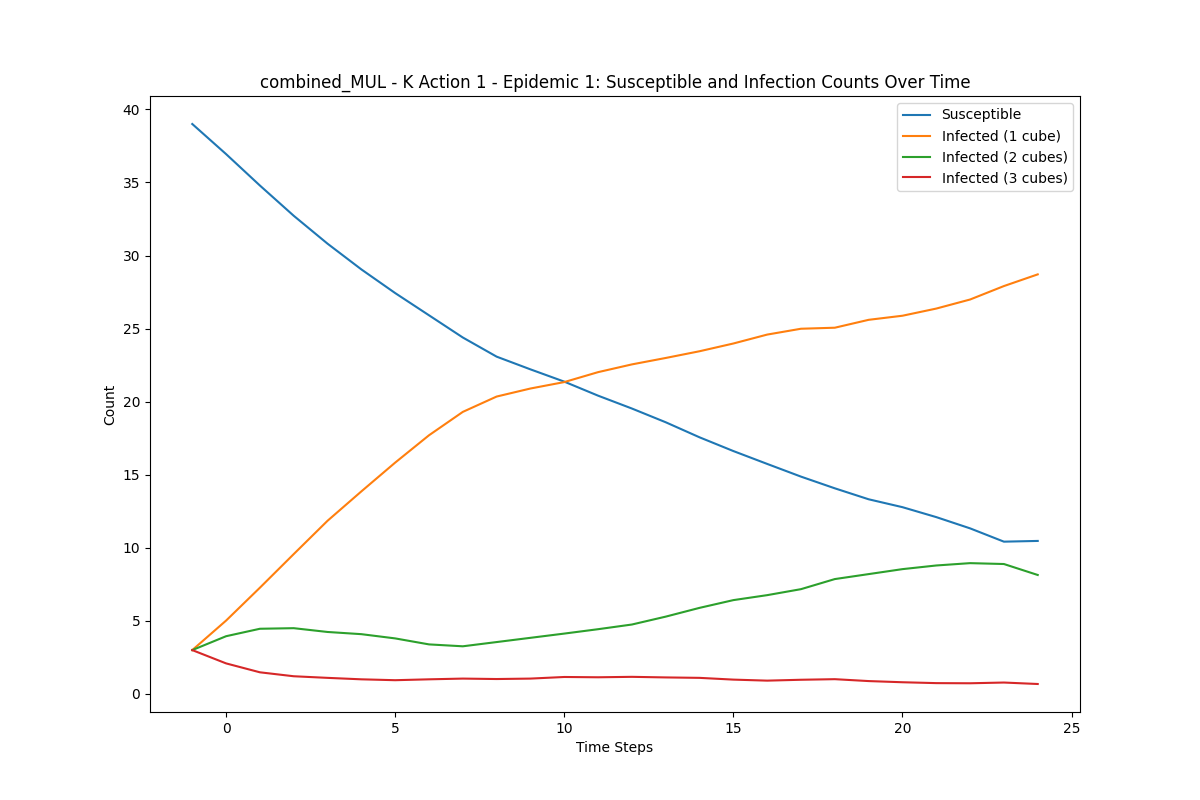 combined_MUL - K Action 1 - Epidemic 1: Susceptible and Infection Counts Over Time
40
35
30
25
20
15
10
5
0
Count
Susceptible
Infected (1 cube)
Infected (2 cubes)
Infected (3 cubes)
0 5 10 15 20 25
Time Steps